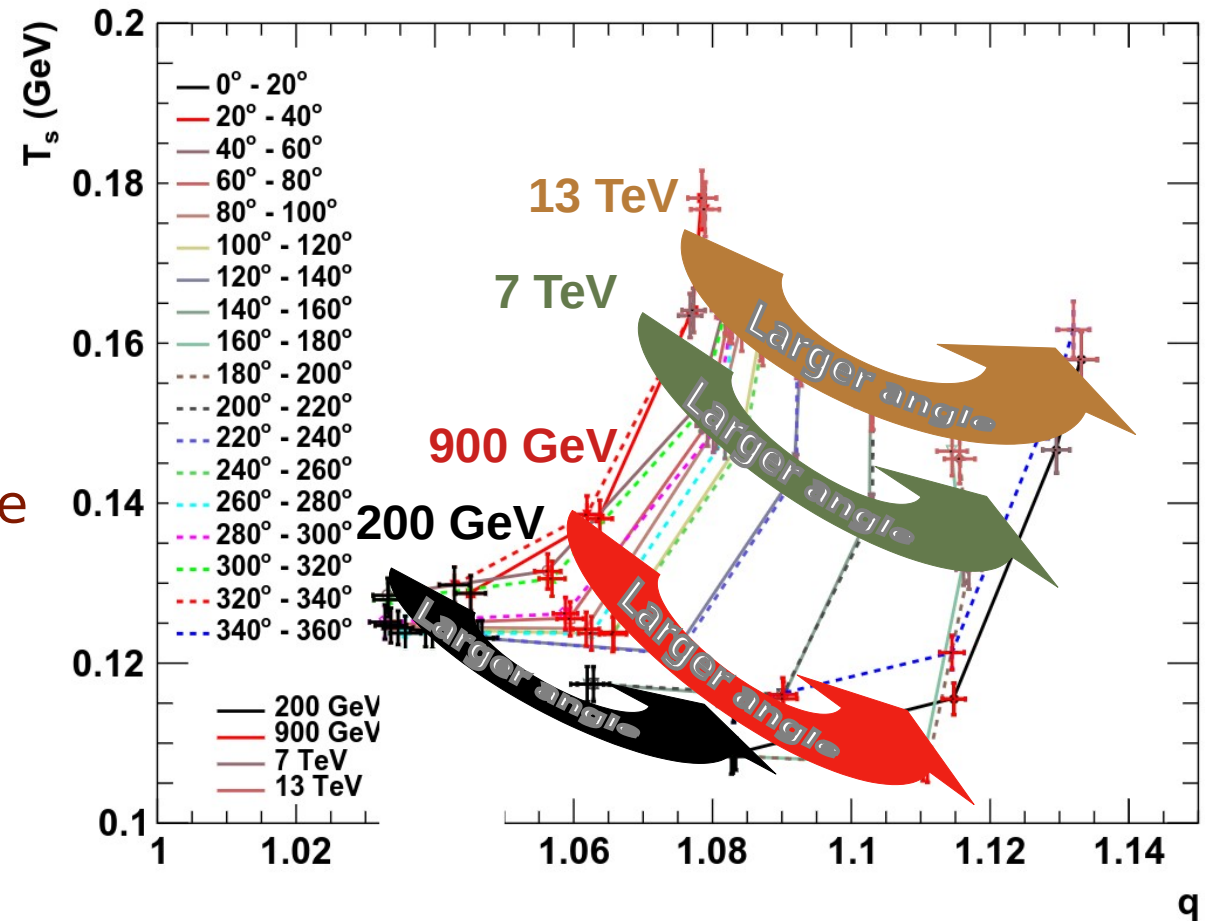 0.2
T_s (GeV)
0° - 20°
20° - 40°
40° - 60°
60° - 80°
80° - 100°
100° - 120°
120° - 140°
140° - 160°
160° - 180°
180° - 200°
200° - 220°
220° - 240°
240° - 260°
260° - 280°
280° - 300°
300° - 320°
320° - 340°
340° - 360°
0.18
0.16
0.14
0.12
0.1
13 TeV
7 TeV
900 GeV
200 GeV
Larger angle
Larger angle
Larger angle
Larger angle
e
200 GeV
900 GeV
7 TeV
13 TeV
1 1.02 1.06 1.08 1.1 1.12 1.14
q